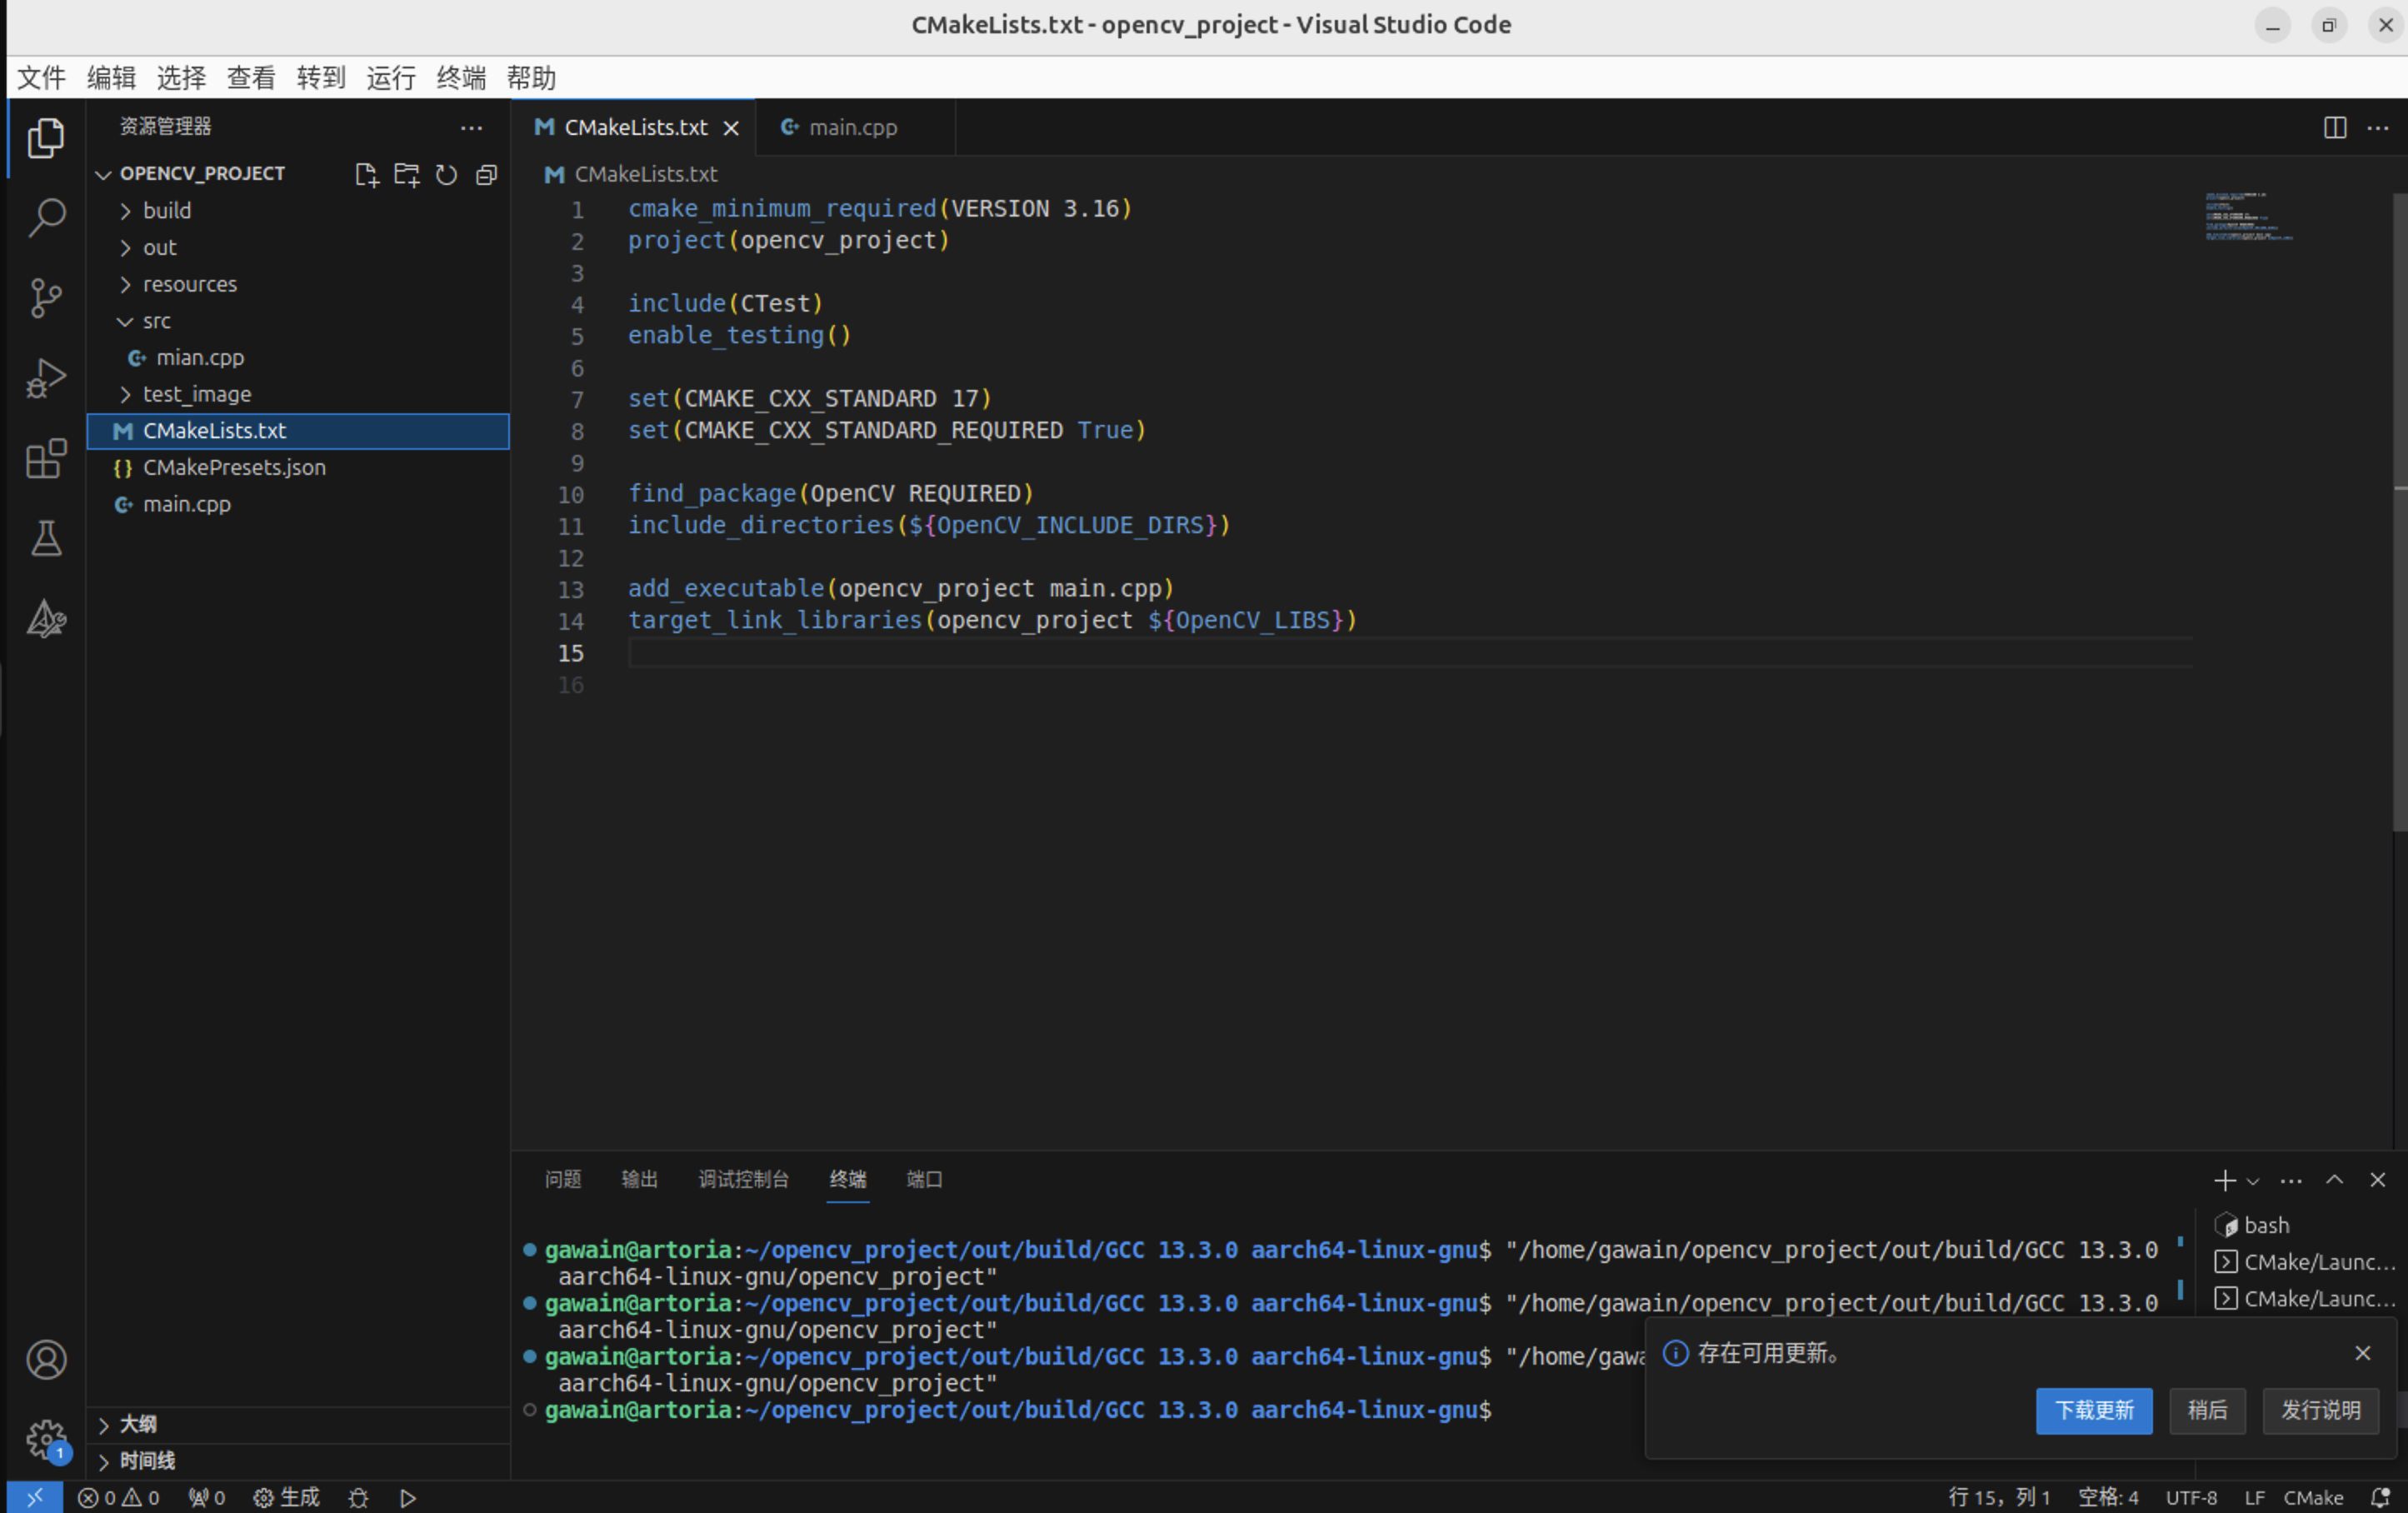 CMakeLists.txt - opencv_project - Visual Studio Code
文件 编辑 选择 查看 转到 运行 终端 帮助
资源管理器
OPENCV_PROJECT
build
out
resources
src
mian.cpp
test_image
CMakeLists.txt
CMakePresets.json
main.cpp
大纲
时间线
CMakeLists.txt main.cpp
CMakeLists.txt
1 cmake_minimum_required(VERSION 3.16)
2 project(opencv_project)
3
4 include(CTest)
5 enable_testing()
6
7 set(CMAKE_CXX_STANDARD 17)
8 set(CMAKE_CXX_STANDARD_REQUIRED True)
9
10 find_package(OpenCV REQUIRED)
11 include_directories(${OpenCV_INCLUDE_DIRS})
12
13 add_executable(opencv_project main.cpp)
14 target_link_libraries(opencv_project ${OpenCV_LIBS})
15
16
问题 输出 调试控制台 终端 端口
gawain@artoria:~/opencv_project/out/build/GCC 13.3.0 aarch64-linux-gnu$ "/home/gawain/opencv_project/out/build/GCC 13.3.0
aarch64-linux-gnu/opencv_project"
gawain@artoria:~/opencv_project/out/build/GCC 13.3.0 aarch64-linux-gnu$ "/home/gawain/opencv_project/out/build/GCC 13.3.0
aarch64-linux-gnu/opencv_project"
gawain@artoria:~/opencv_project/out/build/GCC 13.3.0 aarch64-linux-gnu$ "/home/gawa
aarch64-linux-gnu/opencv_project"
gawain@artoria:~/opencv_project/out/build/GCC 13.3.0 aarch64-linux-gnu$
bash
CMake/Launc...
CMake/Launc...
存在可用更新。
下载更新 稍后 发行说明
1
0 0 0 生成
行 15，列 1 空格: 4 UTF-8 LF CMake